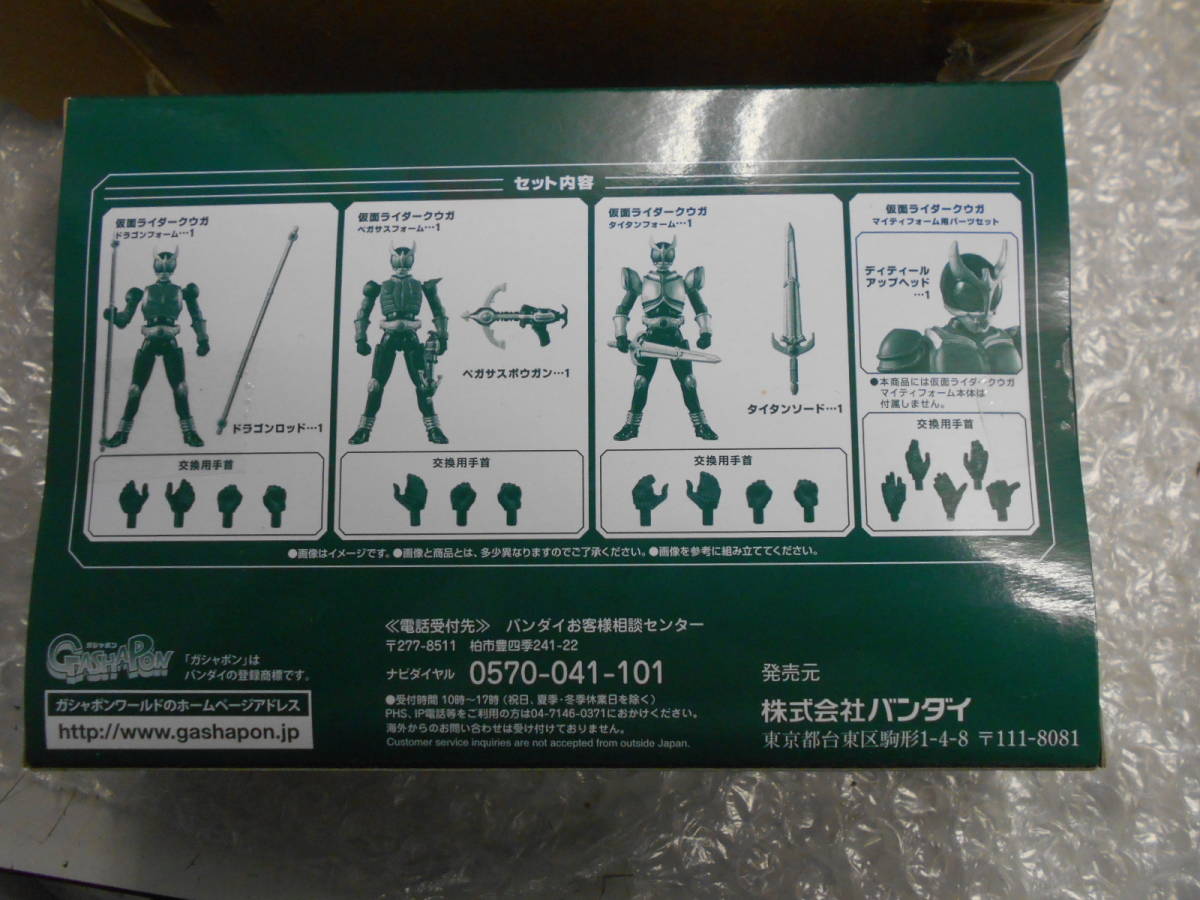 セット内容
仮面ライダークウガ
ドラゴンフォーム…1
ドラゴンロッド…1
交換用手首
仮面ライダークウガ
ペガサスフォーム…1
ペガサスボウガン…1
交換用手首
仮面ライダークウガ
タイタンフォーム…1
タイタンソード…1
交換用手首
仮面ライダークウガ
マイティフォーム用パーツセット
ディティール
アップヘッド
…1
●本商品には仮面ライダークウガ
マイティフォーム本体は
付属しません。
交換用手首
●画像はイメージです。●画像と商品とは、多少異なりますのでご了承ください。●画像を参考に組み立ててください。
ガシャポン
GASHAPON
「ガシャポン」は
バンダイの登録商標です。
ガシャポンワールドのホームページアドレス
http://www.gashapon.jp
≪電話受付先≫ バンダイお客様相談センター
〒277-8511 柏市豊四季241-22
ナビダイヤル 0570-041-101
●受付時間 10時～17時(祝日、夏季・冬季休業日を除く)
PHS、IP電話等をご利用の方は04-7146-0371におかけください。
海外からのお問い合わせは受け付けておりません。
Customer service inquiries are not accepted from outside Japan.
発売元
株式会社バンダイ
東京都台東区駒形1-4-8 〒111-8081